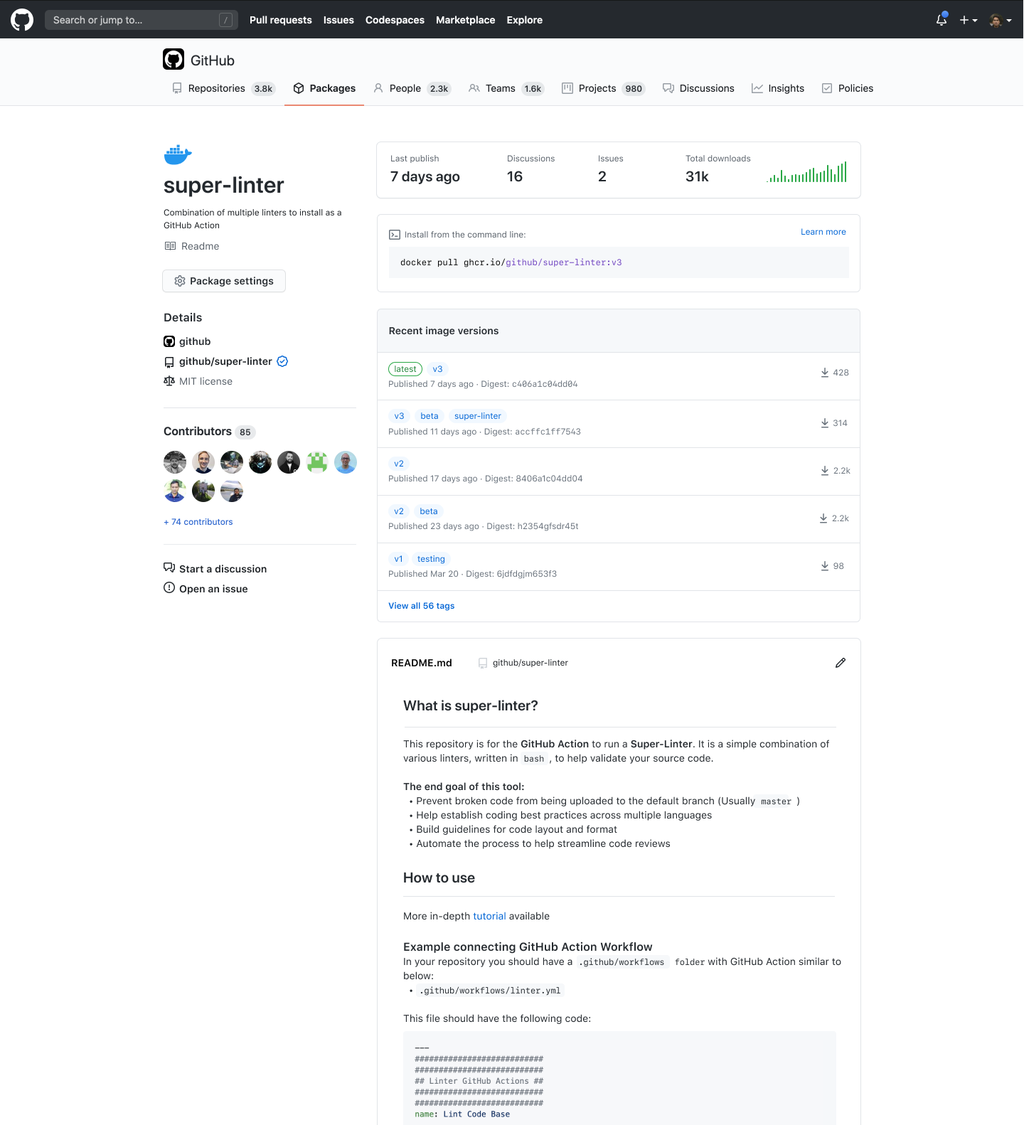 Search or jump to... /
Pull requests Issues Codespaces Marketplace Explore
GitHub
Repositories 3.8k Packages People 2.3k Teams 1.6k Projects 980 Discussions Insights Policies
super-linter
Combination of multiple linters to install as a
GitHub Action
Readme
Package settings
Details
github
github/super-linter
MIT license
Contributors 85
+ 74 contributors
Start a discussion
Open an issue
Last publish Discussions Issues Total downloads
7 days ago 16 2 31k
Install from the command line: Learn more
docker pull ghcr.io/github/super-linter:v3
Recent image versions
latest v3
Published 7 days ago · Digest: c406a1c04dd04 428
v3 beta super-linter
Published 11 days ago · Digest: accffc1ff7543 314
v2
Published 17 days ago · Digest: 8406a1c04dd04 2.2k
v2 beta
Published 23 days ago · Digest: h2354gfsdr45t 2.2k
v1 testing
Published Mar 20 · Digest: 6jdfdgjm653f3 98
View all 56 tags
README.md github/super-linter
What is super-linter?
This repository is for the GitHub Action to run a Super-Linter. It is a simple combination of
various linters, written in bash , to help validate your source code.
The end goal of this tool:
• Prevent broken code from being uploaded to the default branch (Usually master )
• Help establish coding best practices across multiple languages
• Build guidelines for code layout and format
• Automate the process to help streamline code reviews
How to use
More in-depth tutorial available
Example connecting GitHub Action Workflow
In your repository you should have a .github/workflows folder with GitHub Action similar to
below:
• .github/workflows/linter.yml
This file should have the following code:
---
###########################
###########################
## Linter GitHub Actions ##
###########################
###########################
name: Lint Code Base